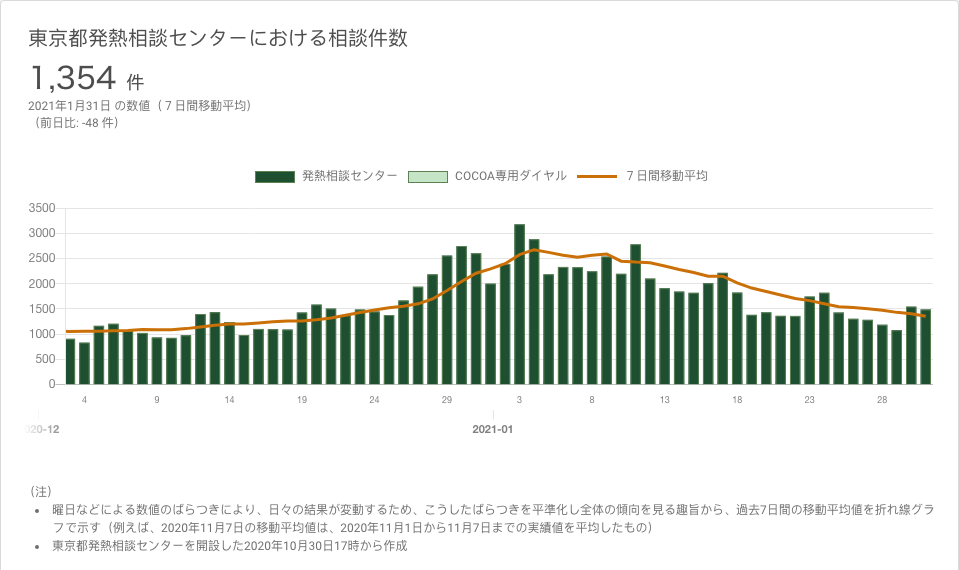 東京都発熱相談センターにおける相談件数
1,354 件
2021年1月31日 の数値（７日間移動平均）
（前日比: -48 件）
発熱相談センター COCOA専用ダイヤル ７日間移動平均
3500
3000
2500
2000
1500
1000
500
0
4 9 14 19 24 29 3 8 13 18 23 28
020-12 2021-01
（注）
• 曜日などによる数値のばらつきにより、日々の結果が変動するため、こうしたばらつきを平準化し全体の傾向を見る趣旨から、過去7日間の移動平均値を折れ線グラ
フで示す（例えば、2020年11月7日の移動平均値は、2020年11月1日から11月7日までの実績値を平均したもの）
• 東京都発熱相談センターを開設した2020年10月30日17時から作成